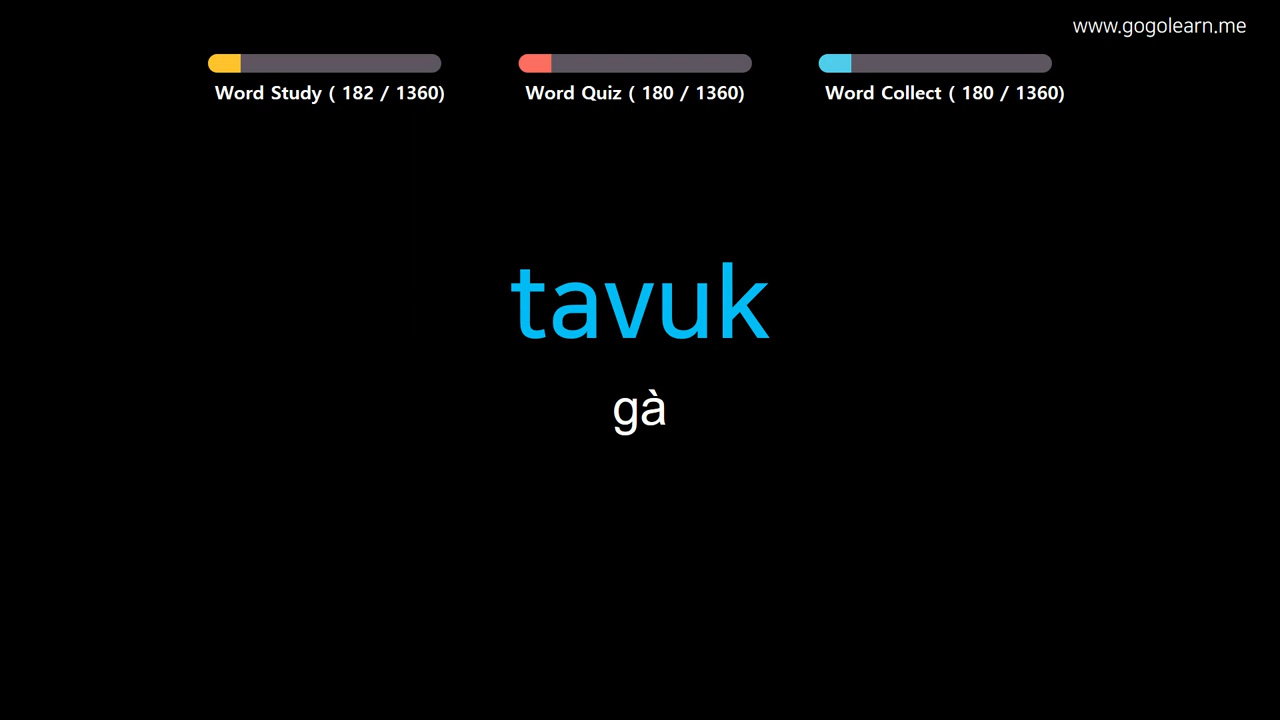 www.gogolearn.me
Word Study ( 182 / 1360)
Word Quiz ( 180 / 1360)
Word Collect ( 180 / 1360)
tavuk
gà